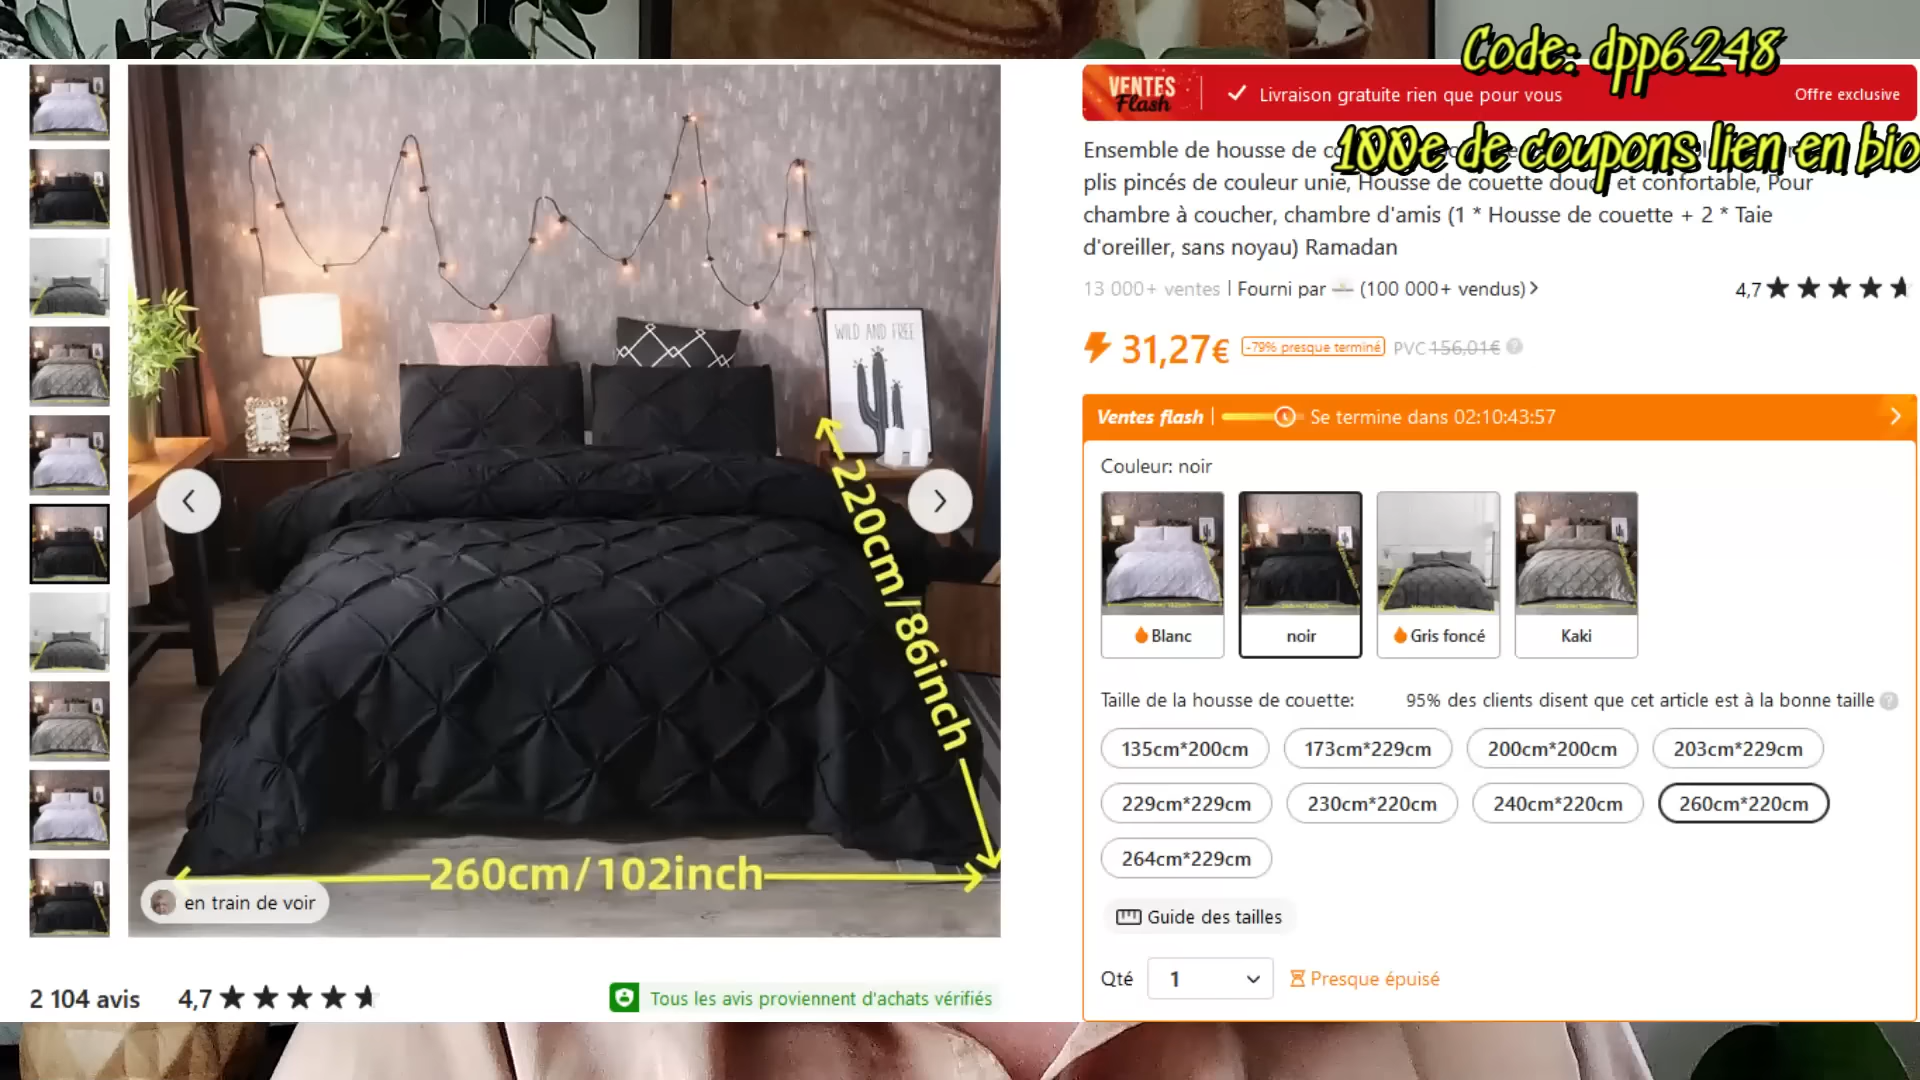 Code: dpp6248
VENTES
Flash
Livraison gratuite rien que pour vous
Offre exclusive
100e de coupons lien en bio
Ensemble de housse de
plis pincés de couleur unie, Housse de couette douce et confortable, Pour
chambre à coucher, chambre d'amis (1 * Housse de couette + 2 * Taie
d'oreiller, sans noyau) Ramadan
13 000+ ventes | Fourni par (100 000+ vendus)
4,7
31,27€
-79% presque terminé
PVC 156,01€
Ventes flash | Se termine dans 02:10:43:57
Couleur: noir
Blanc
noir
Gris foncé
Kaki
Taille de la housse de couette:
95% des clients disent que cet article est à la bonne taille
135cm*200cm
173cm*229cm
200cm*200cm
203cm*229cm
229cm*229cm
230cm*220cm
240cm*220cm
260cm*220cm
264cm*229cm
Guide des tailles
Qté
1
Presque épuisé
WILD AND FREE
220cm/86inch
260cm/102inch
en train de voir
2 104 avis
4,7
Tous les avis proviennent d'achats vérifiés